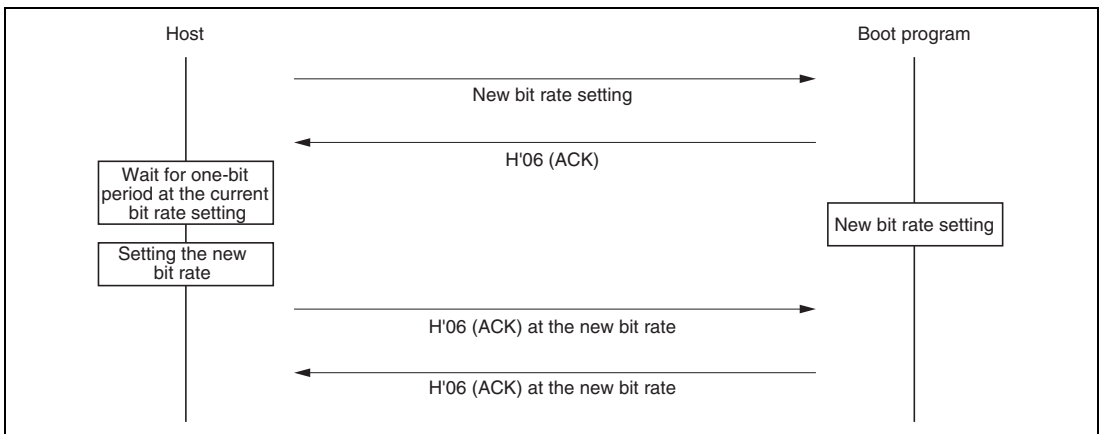 Host
Boot program
New bit rate setting
H'06 (ACK)
Wait for one-bit
period at the current
bit rate setting
New bit rate setting
Setting the new
bit rate
H'06 (ACK) at the new bit rate
H'06 (ACK) at the new bit rate